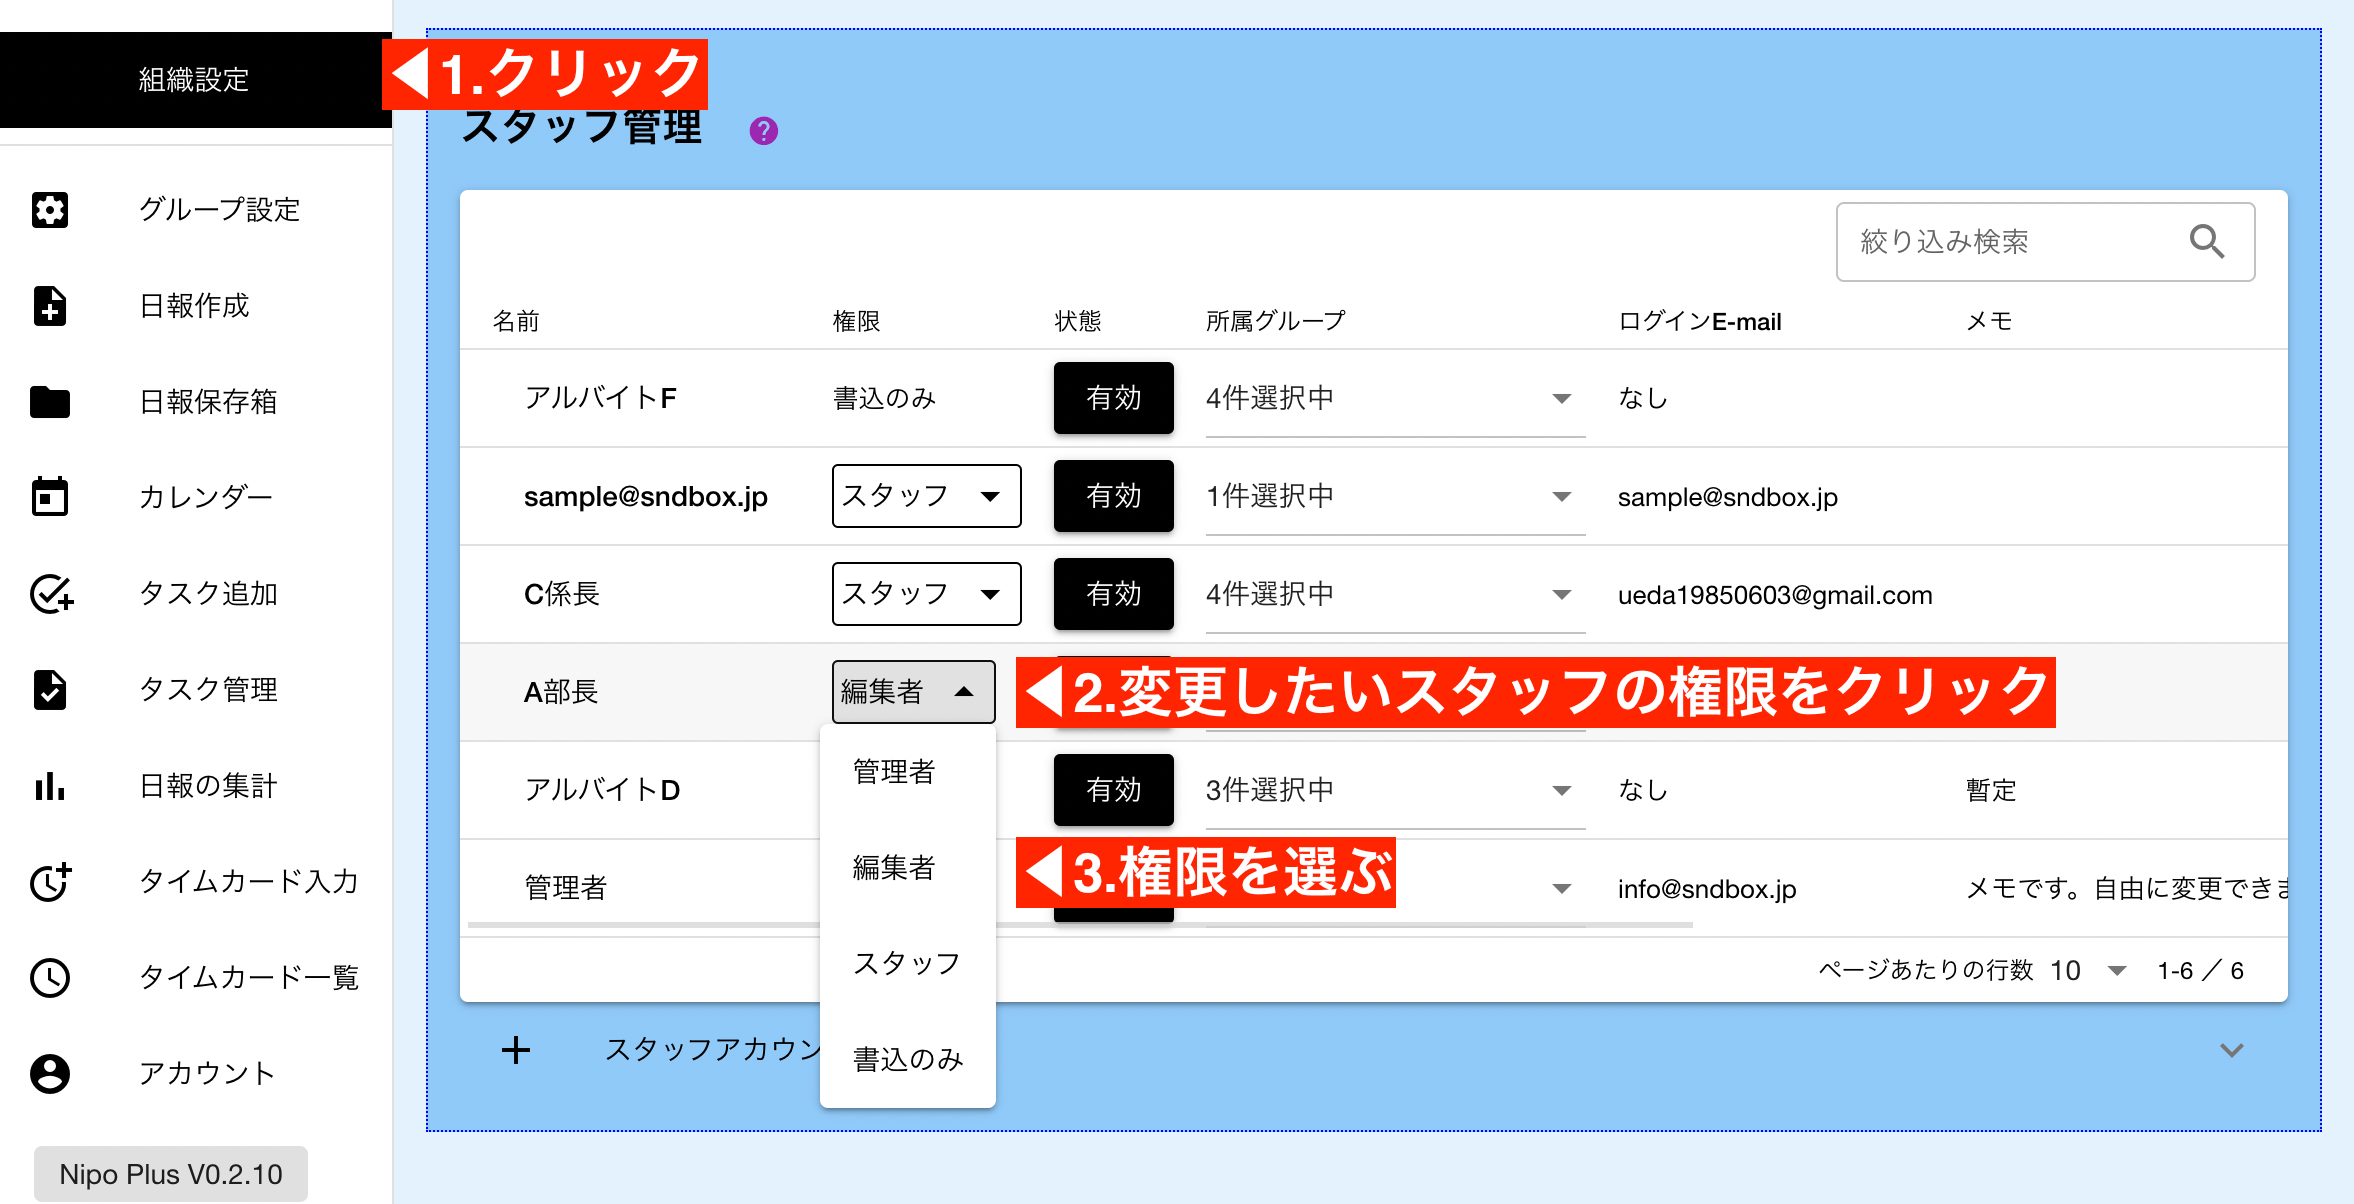 組織設定
1.クリック
スタッフ管理
グループ設定
日報作成
日報保存箱
カレンダー
タスク追加
タスク管理
日報の集計
タイムカード入力
タイムカード一覧
アカウント
Nipo Plus V0.2.10
絞り込み検索
名前 権限 状態 所属グループ ログインE-mail メモ
アルバイトF 書込のみ 有効 4件選択中 なし
sample@sndbox.jp スタッフ 有効 1件選択中 sample@sndbox.jp
C係長 スタッフ 有効 4件選択中 ueda19850603@gmail.com
A部長 編集者 2.変更したいスタッフの権限をクリック
アルバイトD 有効 3件選択中 なし 暫定
管理者 info@sndbox.jp メモです。自由に変更できま
管理者
編集者
3.権限を選ぶ
スタッフ
書込のみ
ページあたりの行数 10 1-6 / 6
スタッフアカウン